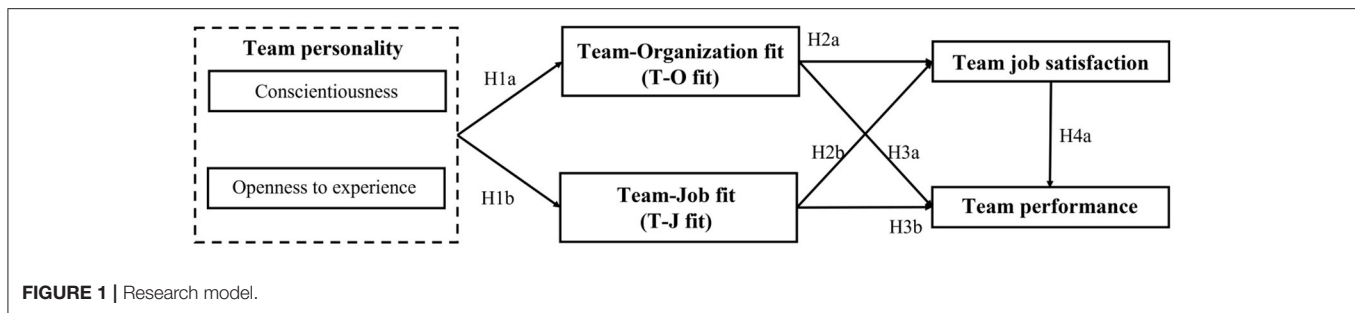 Team personality
Conscientiousness
Openness to experience
H1a
H1b
Team-Organization fit
(T-O fit)
Team-Job fit
(T-J fit)
H2a
H2b
H3a
H3b
Team job satisfaction
H4a
Team performance
FIGURE 1 | Research model.